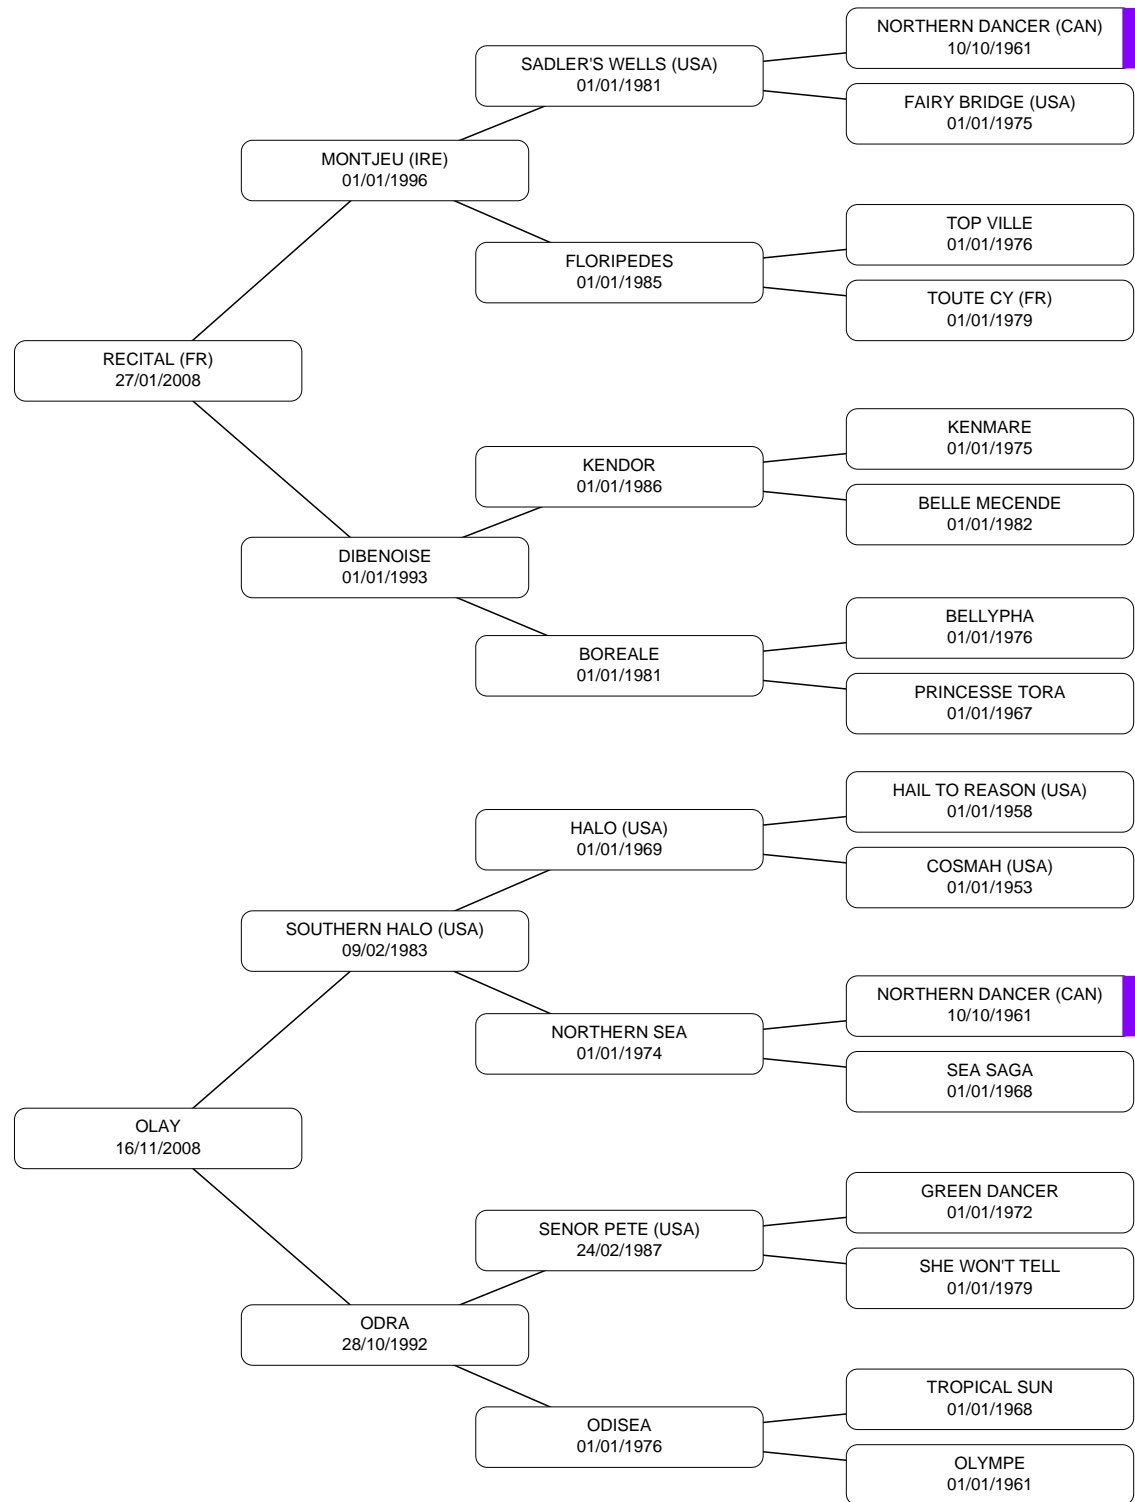 NORTHERN DANCER (CAN)
10/10/1961
SADLER'S WELLS (USA)
01/01/1981
FAIRY BRIDGE (USA)
01/01/1975
MONTJEU (IRE)
01/01/1996
TOP VILLE
01/01/1976
FLORIPEDES
01/01/1985
TOUTE CY (FR)
01/01/1979
RECITAL (FR)
27/01/2008
KENMARE
01/01/1975
KENDOR
01/01/1986
BELLE MECENDE
01/01/1982
DIBENOISE
01/01/1993
BELLYPHA
01/01/1976
BOREALE
01/01/1981
PRINCESSE TORA
01/01/1967
HAIL TO REASON (USA)
01/01/1958
HALO (USA)
01/01/1969
COSMAH (USA)
01/01/1953
SOUTHERN HALO (USA)
09/02/1983
NORTHERN DANCER (CAN)
10/10/1961
NORTHERN SEA
01/01/1974
SEA SAGA
01/01/1968
OLAY
16/11/2008
GREEN DANCER
01/01/1972
SENOR PETE (USA)
24/02/1987
SHE WON'T TELL
01/01/1979
ODRA
28/10/1992
TROPICAL SUN
01/01/1968
ODISEA
01/01/1976
OLYMPE
01/01/1961